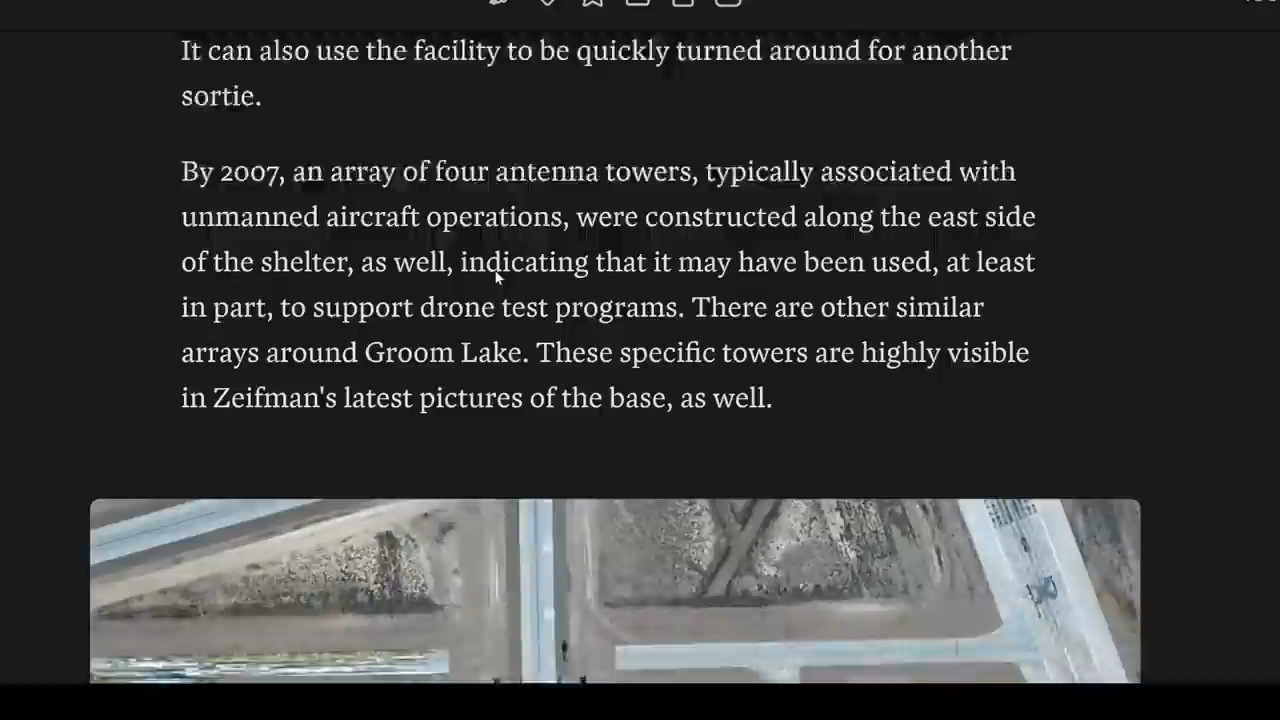 It can also use the facility to be quickly turned around for another
sortie.
By 2007, an array of four antenna towers, typically associated with
unmanned aircraft operations, were constructed along the east side
of the shelter, as well, indicating that it may have been used, at least
in part, to support drone test programs. There are other similar
arrays around Groom Lake. These specific towers are highly visible
in Zeifman's latest pictures of the base, as well.